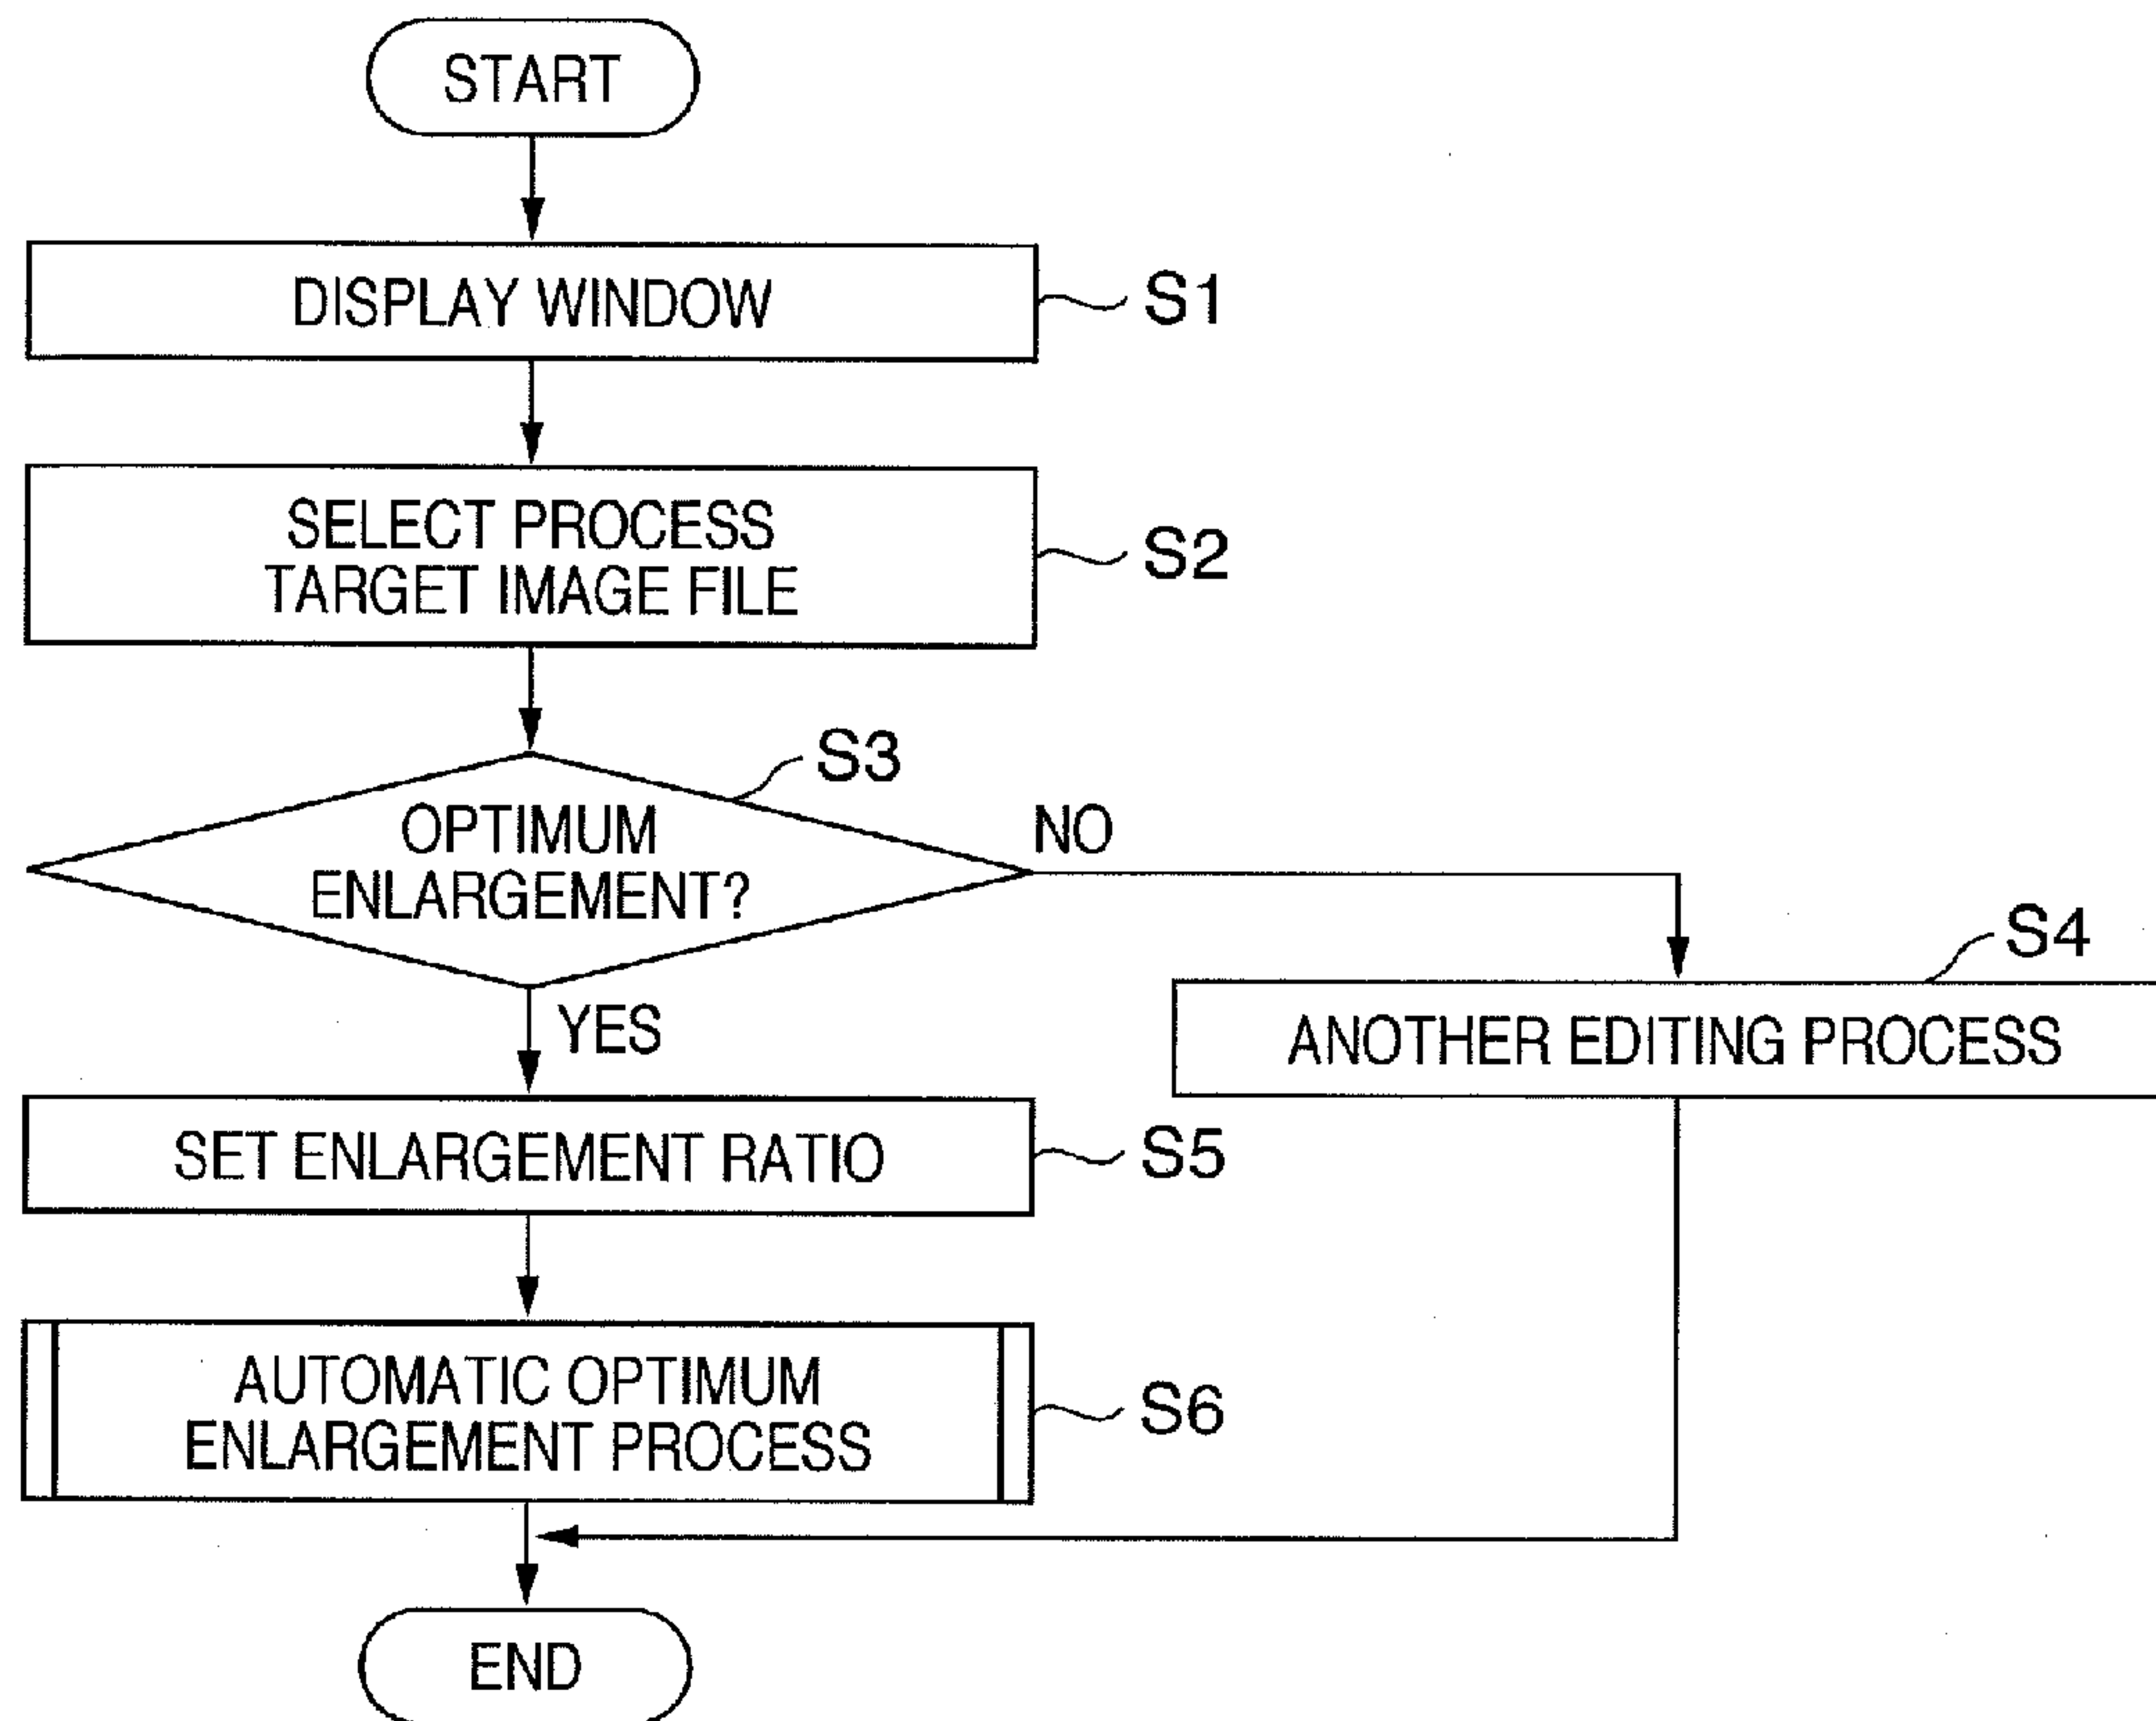 START
DISPLAY WINDOW
S1
SELECT PROCESS
TARGET IMAGE FILE
S2
S3
OPTIMUM
ENLARGEMENT?
NO
YES
S4
ANOTHER EDITING PROCESS
SET ENLARGEMENT RATIO
S5
AUTOMATIC OPTIMUM
ENLARGEMENT PROCESS
S6
END